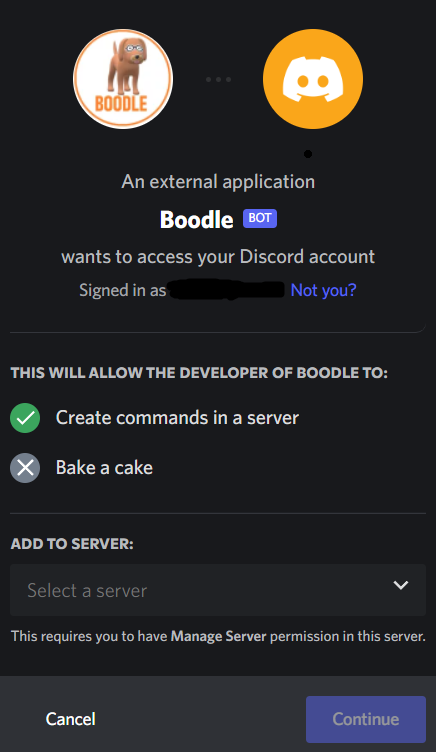 BOODLE
An external application
Boodle BOT
wants to access your Discord account
Signed in as Not you?
THIS WILL ALLOW THE DEVELOPER OF BOODLE TO:
Create commands in a server
Bake a cake
ADD TO SERVER:
Select a server
This requires you to have Manage Server permission in this server.
Cancel Continue